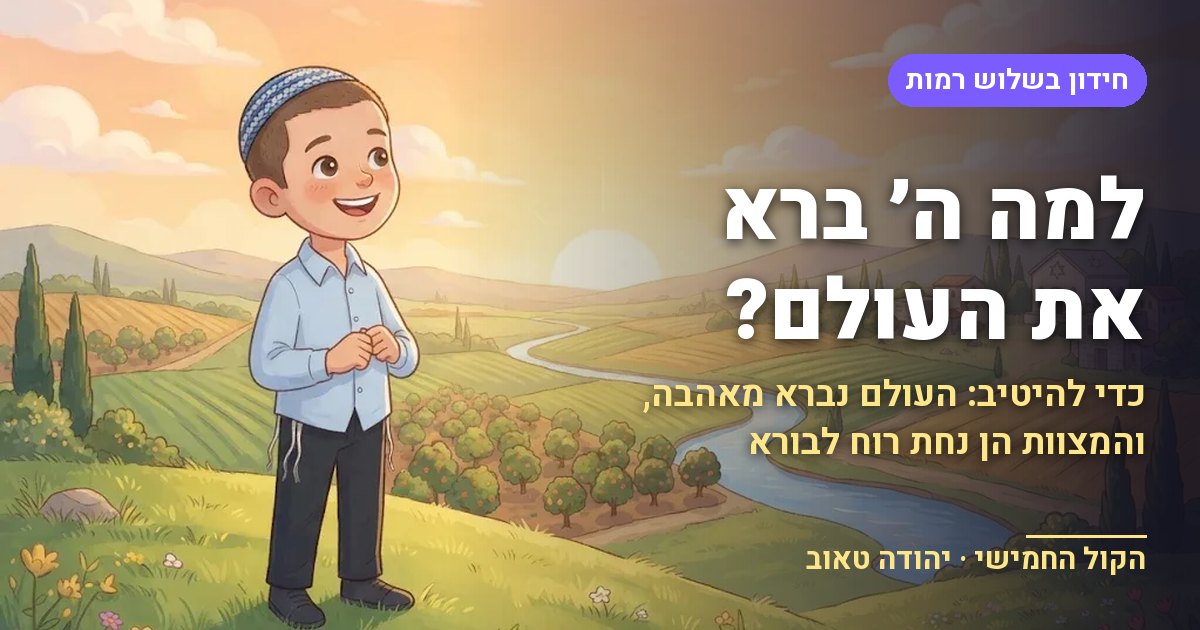 חידון בשלוש רמות
למה ה׳ ברא
את העולם?
כדי להיטיב: העולם נברא מאהבה,
והמצוות הן נחת רוח לבורא
הקול החמישי · יהודה טאוב